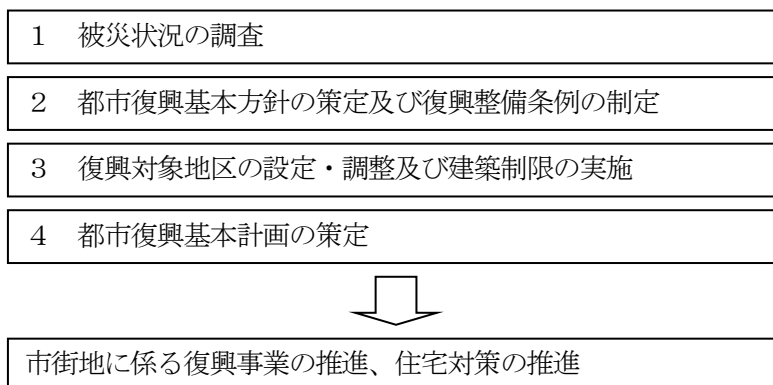 １　被災状況の調査
２　都市復興基本方針の策定及び復興整備条例の制定
３　復興対象地区の設定・調整及び建築制限の実施
４　都市復興基本計画の策定
市街地に係る復興事業の推進、住宅対策の推進